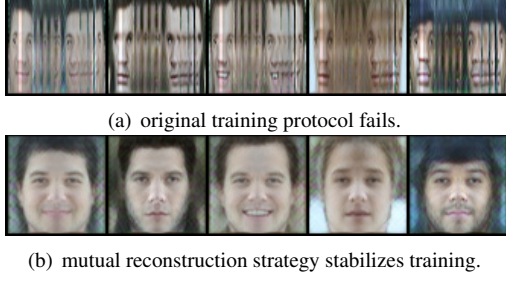 (a) original training protocol fails.
(b) mutual reconstruction strategy stabilizes training.